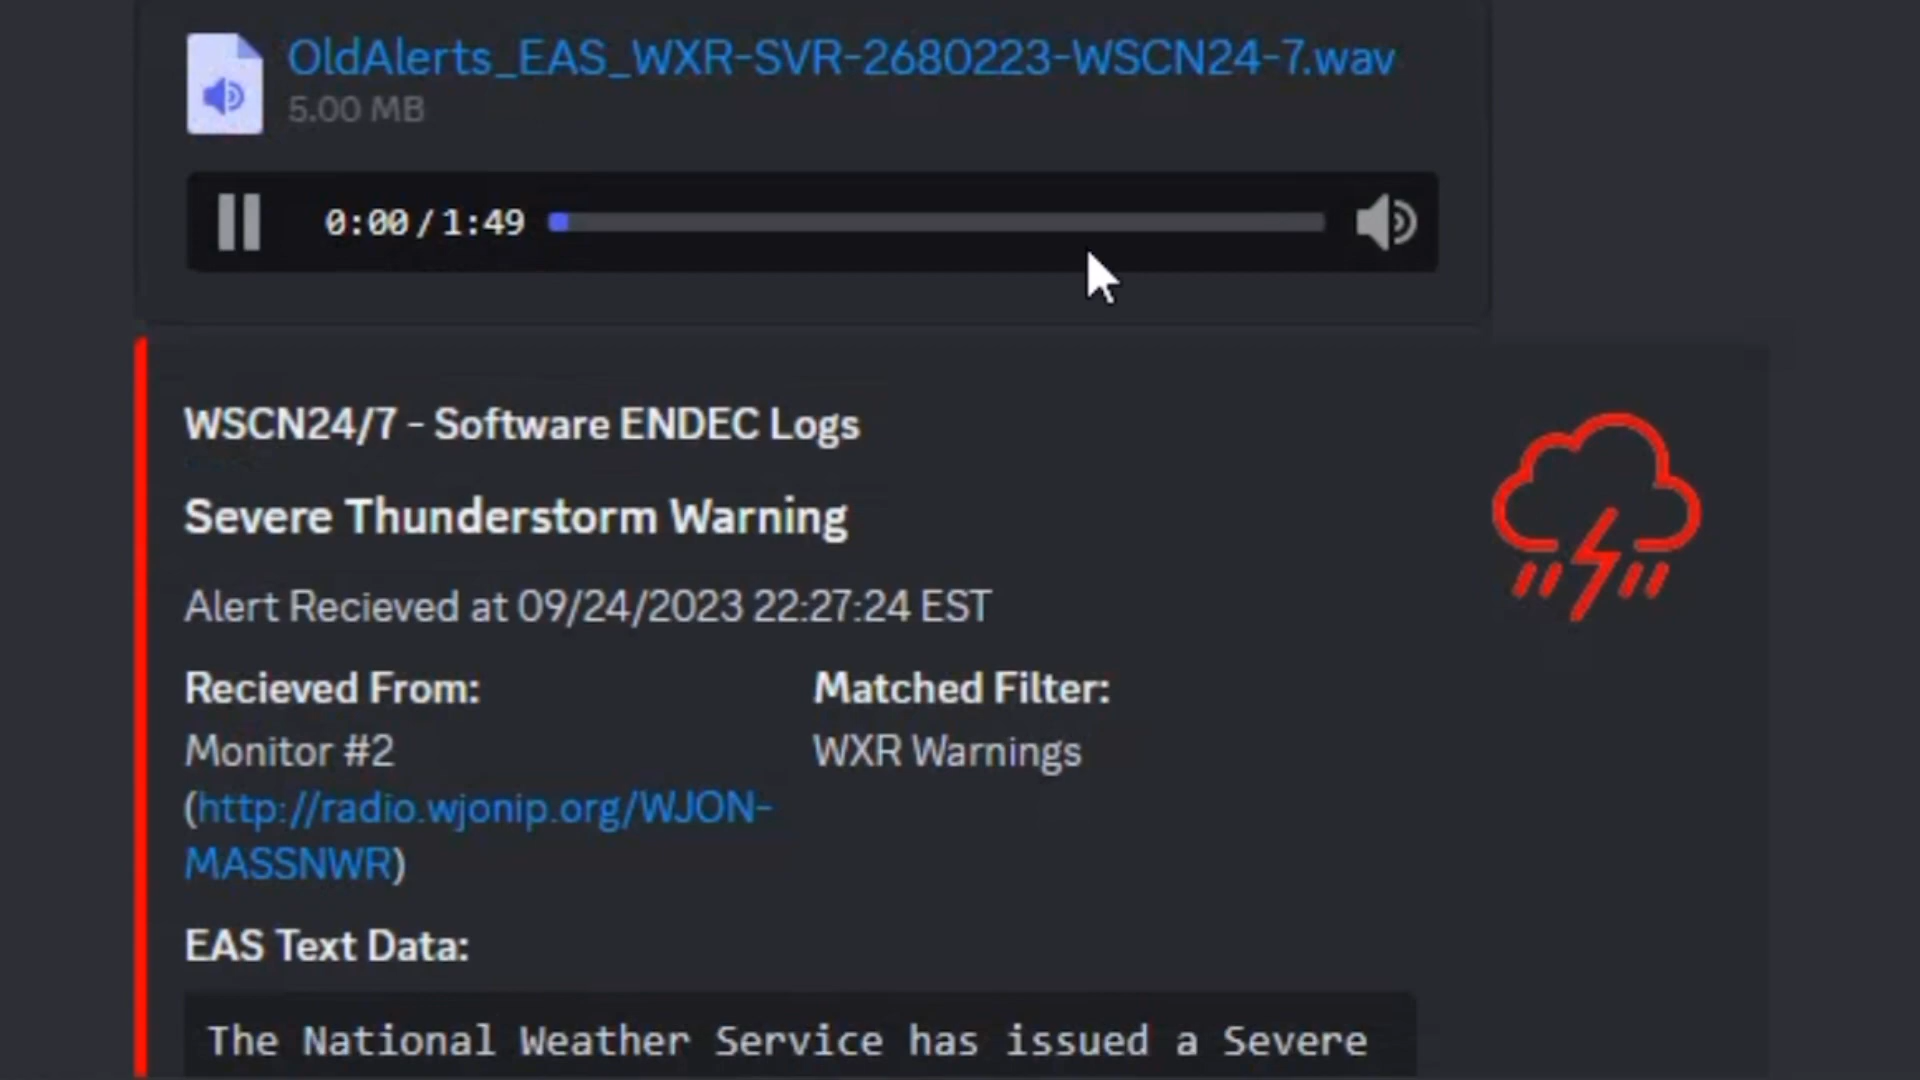 OldAlerts_EAS_WXR-SVR-2680223-WSCN24-7.wav
5.00 MB
0:00/1:49
WSCN24/7 - Software ENDEC Logs
Severe Thunderstorm Warning
Alert Recieved at 09/24/2023 22:27:24 EST
Recieved From:
Matched Filter:
Monitor #2
WXR Warnings
(http://radio.wjonip.org/WJON-
MASSNWR)
EAS Text Data:
The National Weather Service has issued a Severe